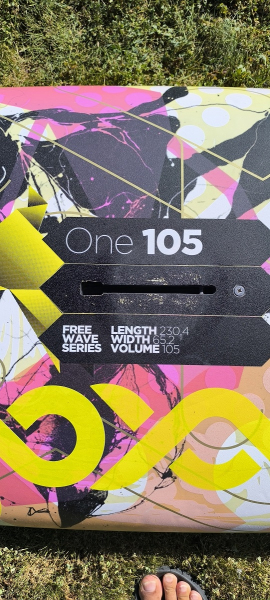 One 105
FREE WAVE SERIES
LENGTH 230,4
WIDTH 65,2
VOLUME 105